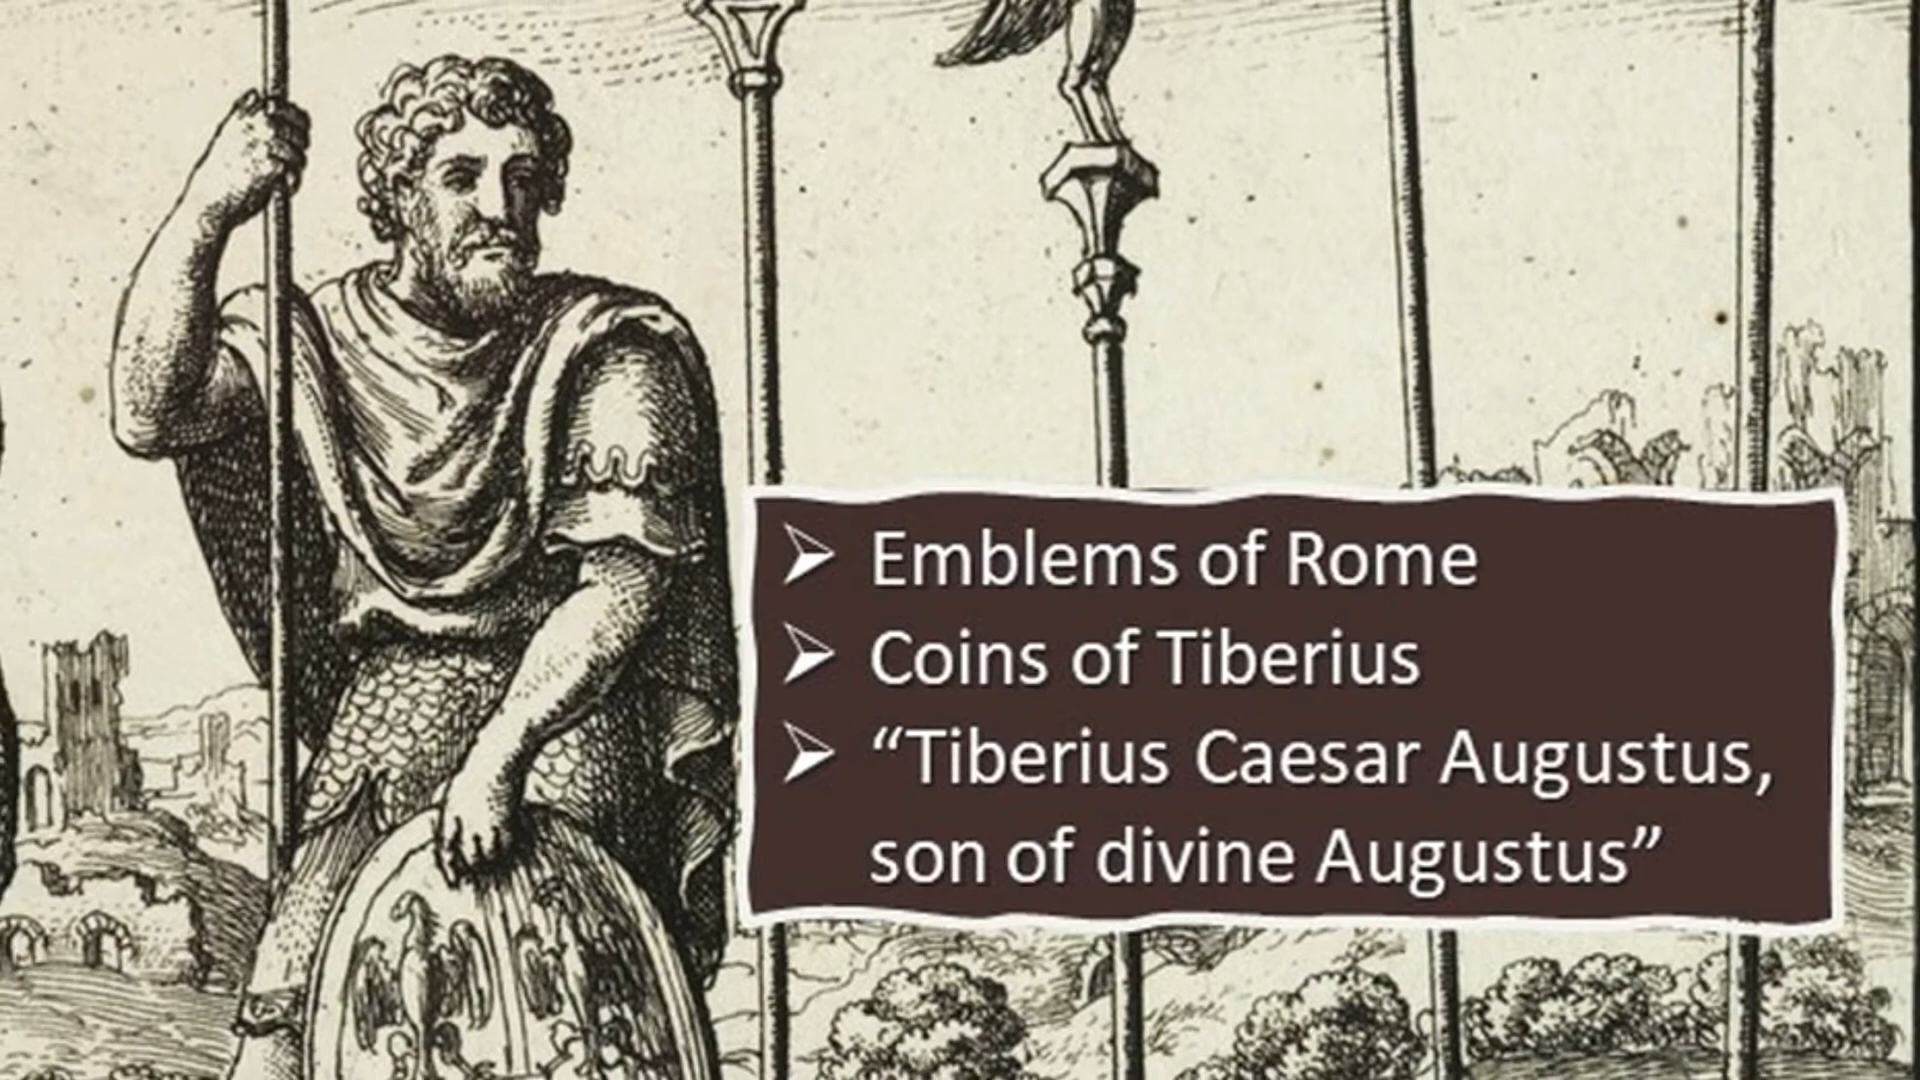 ➢ Emblems of Rome
➢ Coins of Tiberius
➢ “Tiberius Caesar Augustus,
son of divine Augustus”